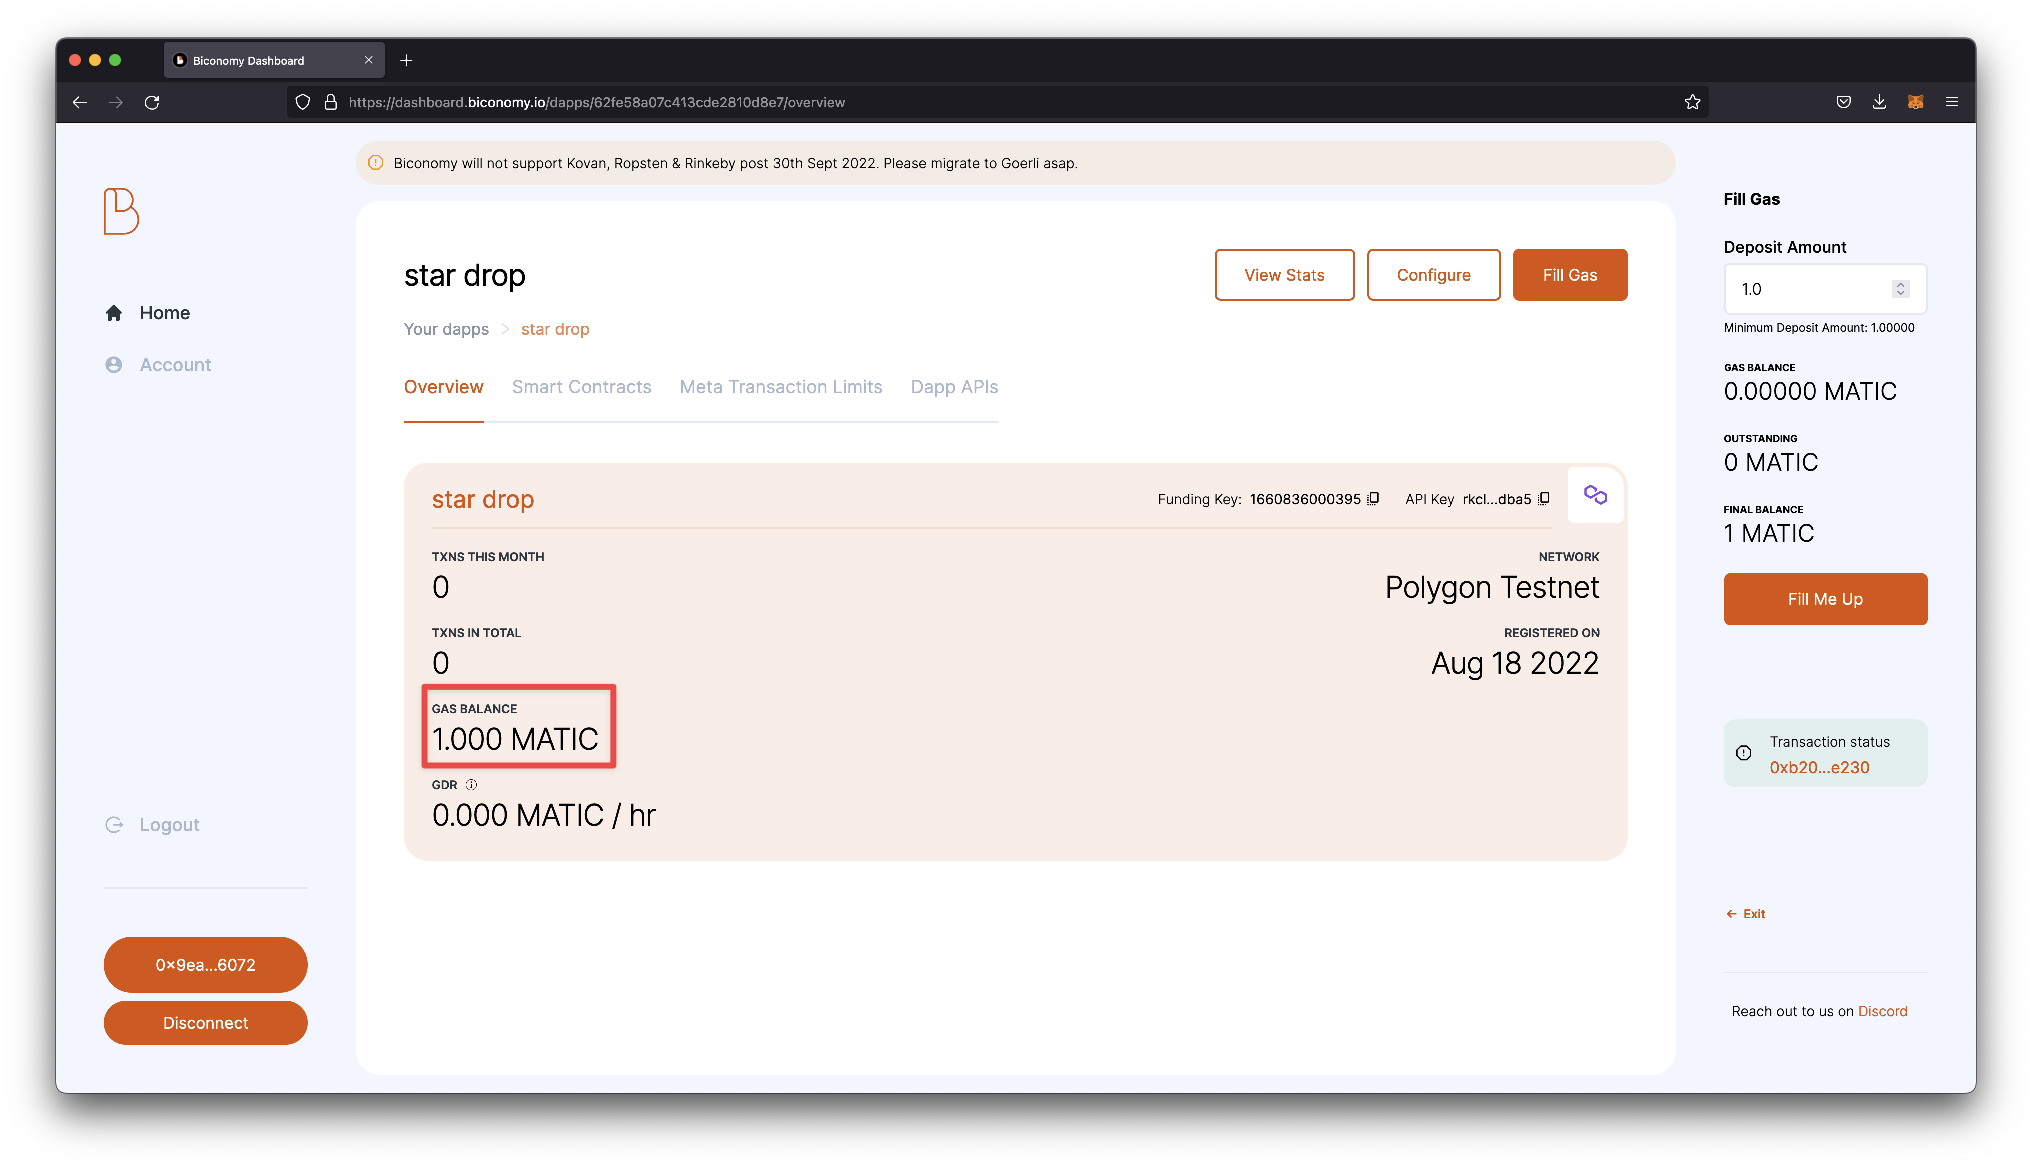 Biconomy Dashboard
https://dashboard.biconomy.io/dapps/62fe58a07c413cde2810d8e7/overview
Biconomy will not support Kovan, Ropsten & Rinkeby post 30th Sept 2022. Please migrate to Goerli asap.
Home
Account
Logout
0x9ea...6072
Disconnect
star drop
View Stats
Configure
Fill Gas
Your dapps > star drop
Overview
Smart Contracts
Meta Transaction Limits
Dapp APIs
star drop
Funding Key: 1660836000395
API Key rkcl...dba5
TXNS THIS MONTH
0
NETWORK
Polygon Testnet
TXNS IN TOTAL
0
REGISTERED ON
Aug 18 2022
GAS BALANCE
1.000 MATIC
GDR
0.000 MATIC / hr
Fill Gas
Deposit Amount
1.0
Minimum Deposit Amount: 1.00000
GAS BALANCE
0.00000 MATIC
OUTSTANDING
0 MATIC
FINAL BALANCE
1 MATIC
Fill Me Up
Transaction status
0xb20...e230
Exit
Reach out to us on Discord